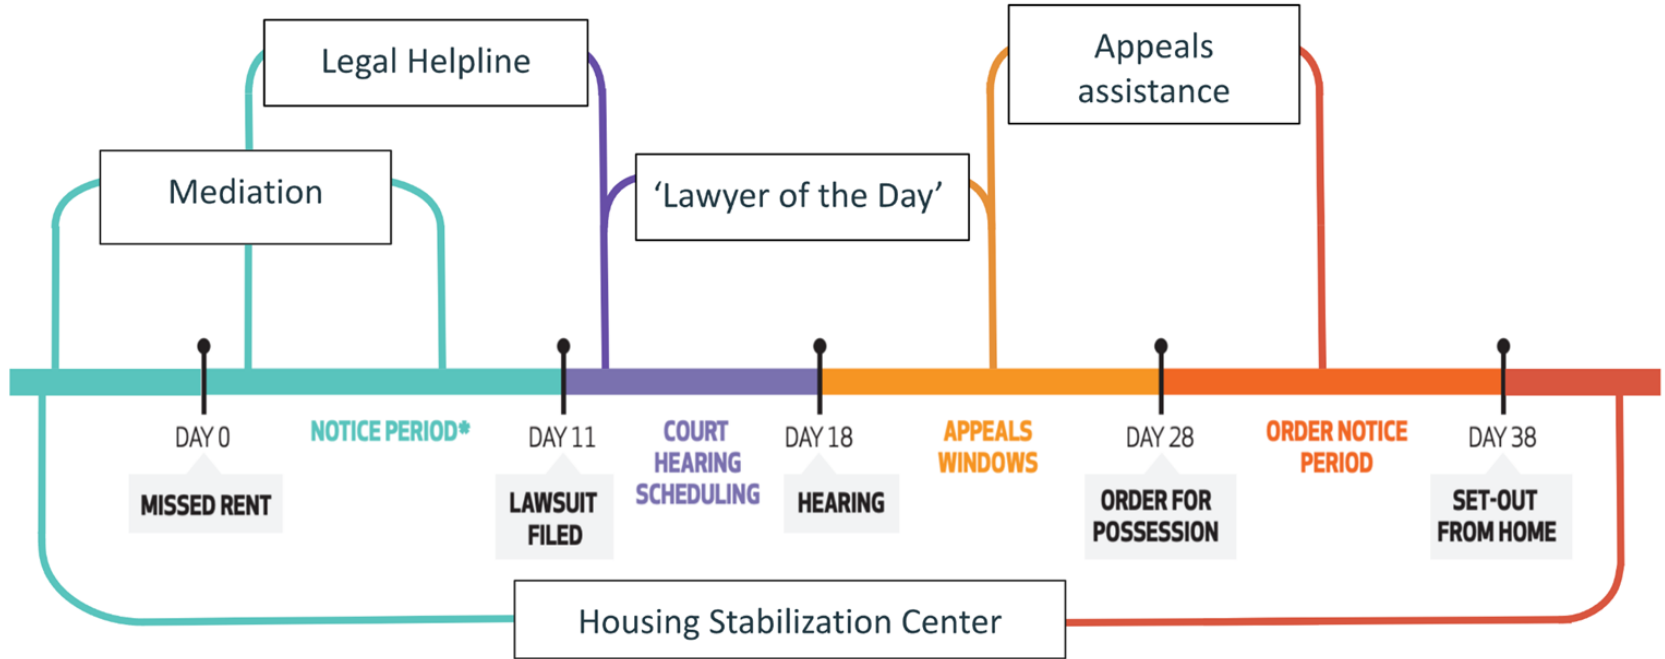 Legal Helpline
Appeals
assistance
Mediation
‘Lawyer of the Day’
DAY 0
NOTICE PERIOD*
DAY 11
COURT
HEARING
SCHEDULING
DAY 18
APPEALS
WINDOWS
DAY 28
ORDER NOTICE
PERIOD
DAY 38
MISSED RENT
LAWSUIT
FILED
HEARING
ORDER FOR
POSSESSION
SET-OUT
FROM HOME
Housing Stabilization Center